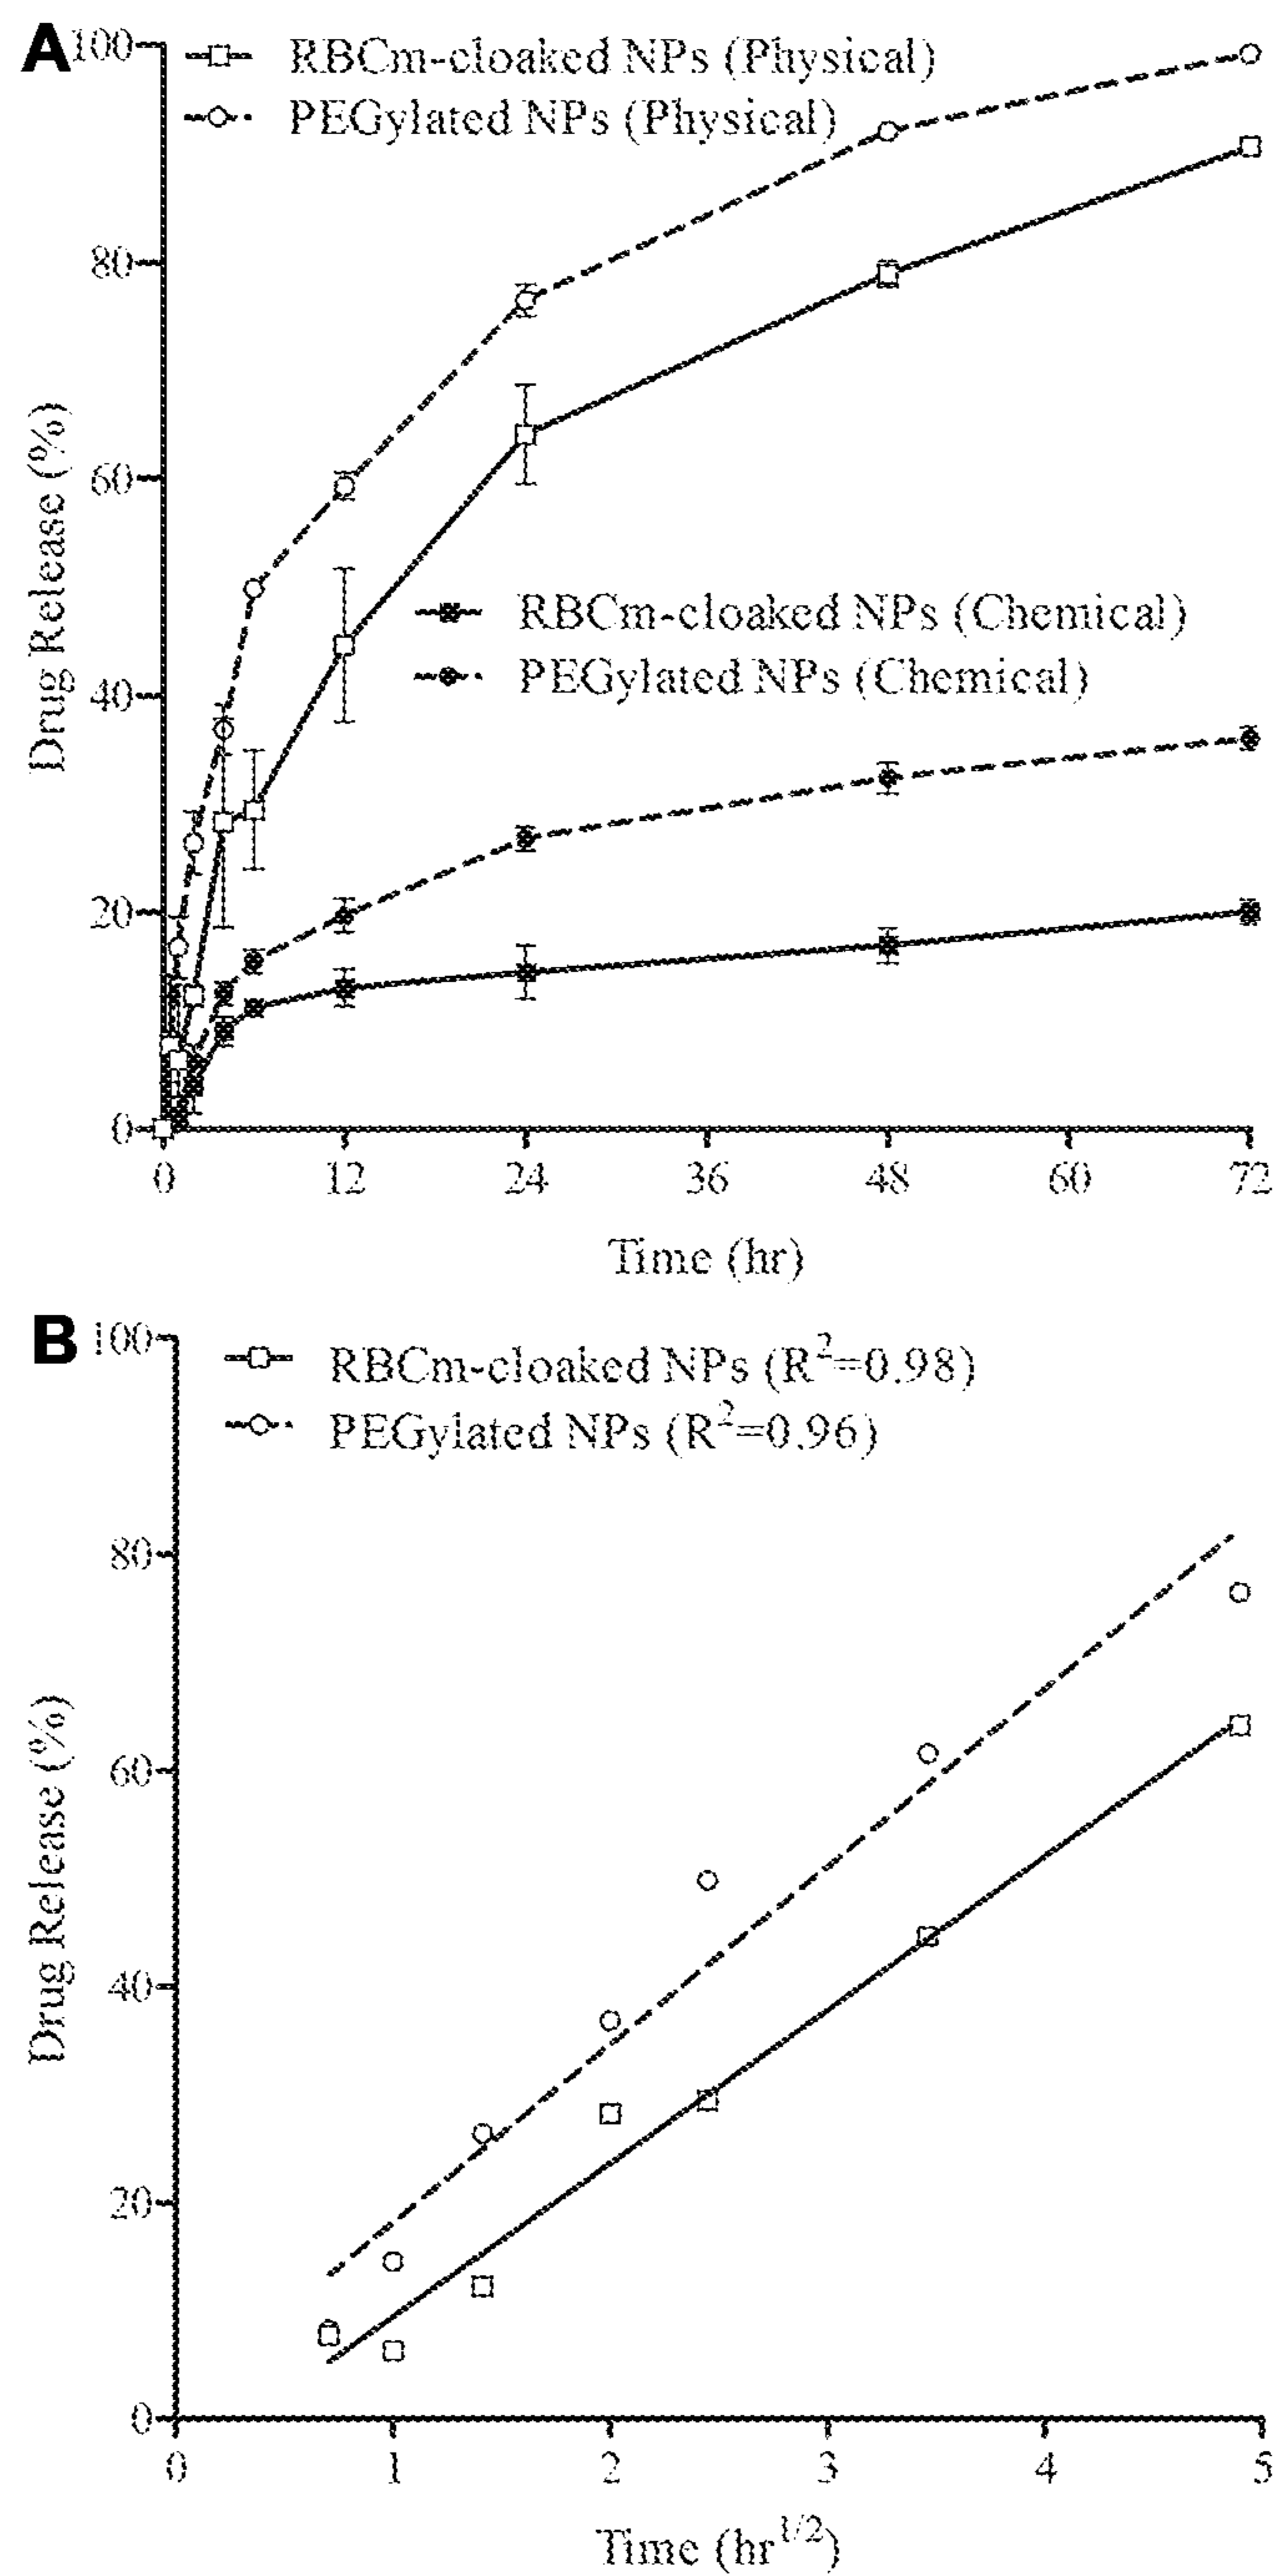 A
100
RBCm-cloaked NPs (Physical)
PEGylated NPs (Physical)
80
60
RBCm-cloaked NPs (Chemical)
PEGylated NPs (Chemical)
40
20
0
Drug Release (%)
0 12 24 36 48 60 72
Time (hr)
B
100
RBCm-cloaked NPs (R²=0.98)
PEGylated NPs (R²=0.96)
80
60
40
20
0
Drug Release (%)
0 1 2 3 4 5
Time (hr^1/2)